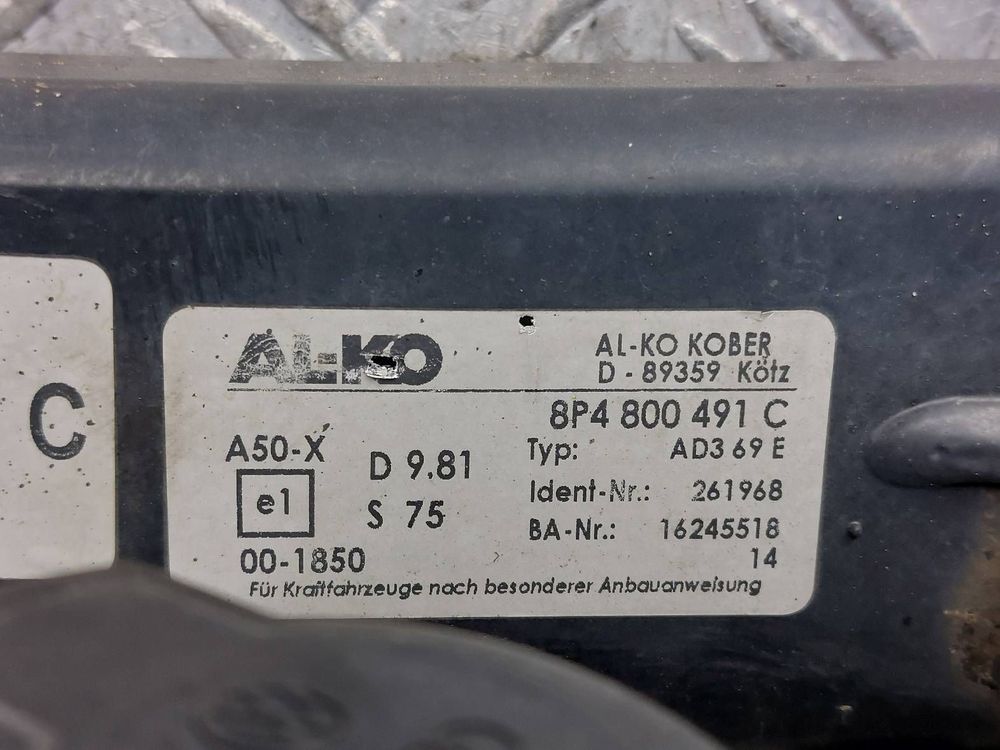 C
AL-KO
AL-KO KOBER
D - 89359 Kötz
8P4 800 491 C
A50-X
D 9.81
Typ: AD3 69 E
e1
S 75
Ident-Nr.: 261968
BA-Nr.: 16245518
00-1850
14
Für Kraftfahrzeuge nach besonderer Anbauanweisung